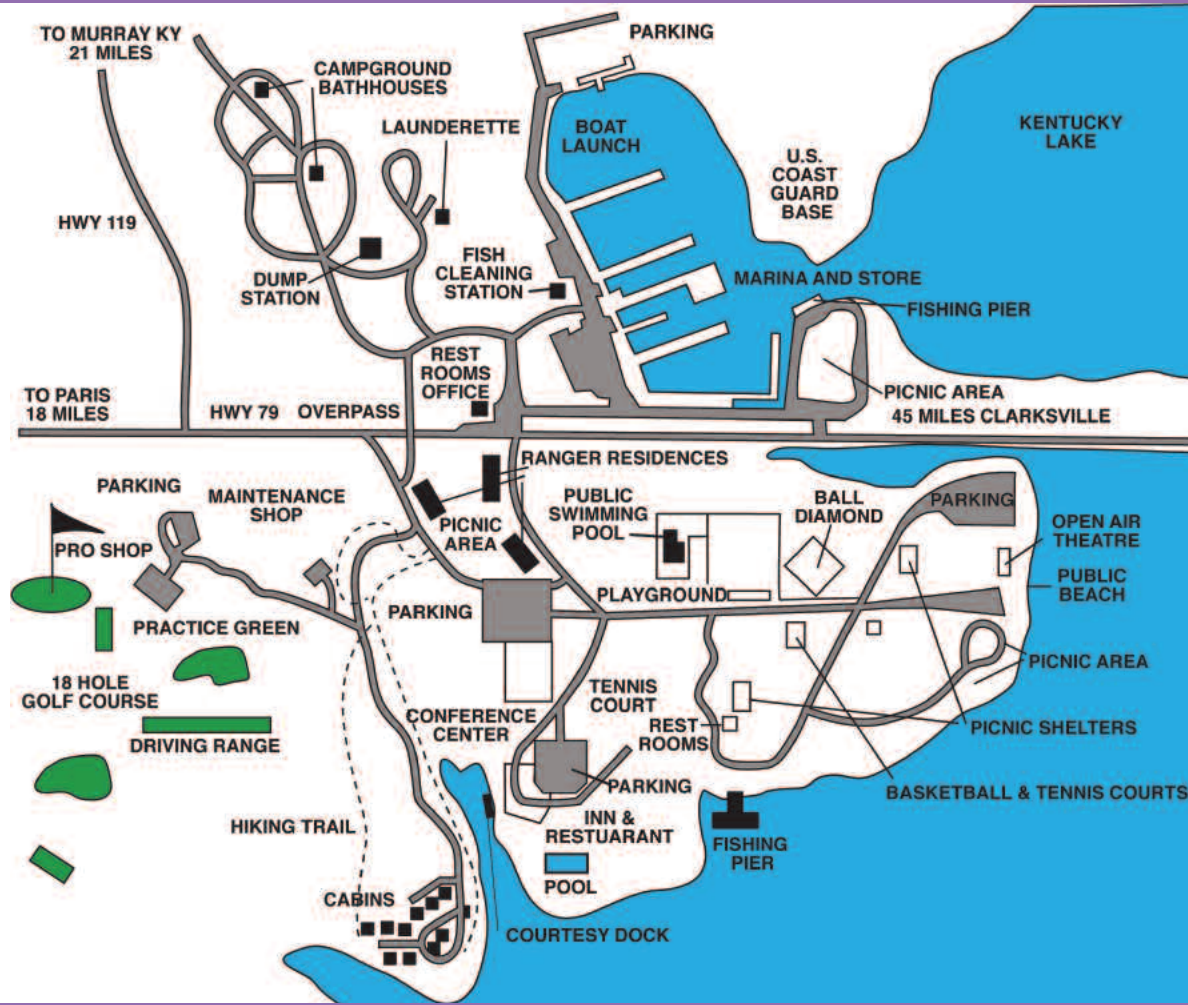 TO MURRAY KY
21 MILES
CAMPGROUND
BATHHOUSES
PARKING
LAUNDERETTE
BOAT
LAUNCH
KENTUCKY
LAKE
U.S.
COAST
GUARD
BASE
HWY 119
FISH
CLEANING
STATION
DUMP
STATION
MARINA AND STORE
FISHING PIER
REST
ROOMS
OFFICE
PICNIC AREA
TO PARIS
18 MILES
HWY 79
OVERPASS
45 MILES CLARKSVILLE
RANGER RESIDENCES
PARKING
MAINTENANCE
SHOP
PUBLIC
SWIMMING
POOL
BALL
DIAMOND
PARKING
PICNIC
AREA
OPEN AIR
THEATRE
PRO SHOP
PUBLIC
BEACH
PLAYGROUND
PARKING
PRACTICE GREEN
PICNIC AREA
18 HOLE
GOLF COURSE
TENNIS
COURT
CONFERENCE
CENTER
REST
ROOMS
PICNIC SHELTERS
DRIVING RANGE
PARKING
BASKETBALL & TENNIS COURTS
HIKING TRAIL
INN &
RESTUARANT
FISHING
PIER
POOL
CABINS
COURTESY DOCK